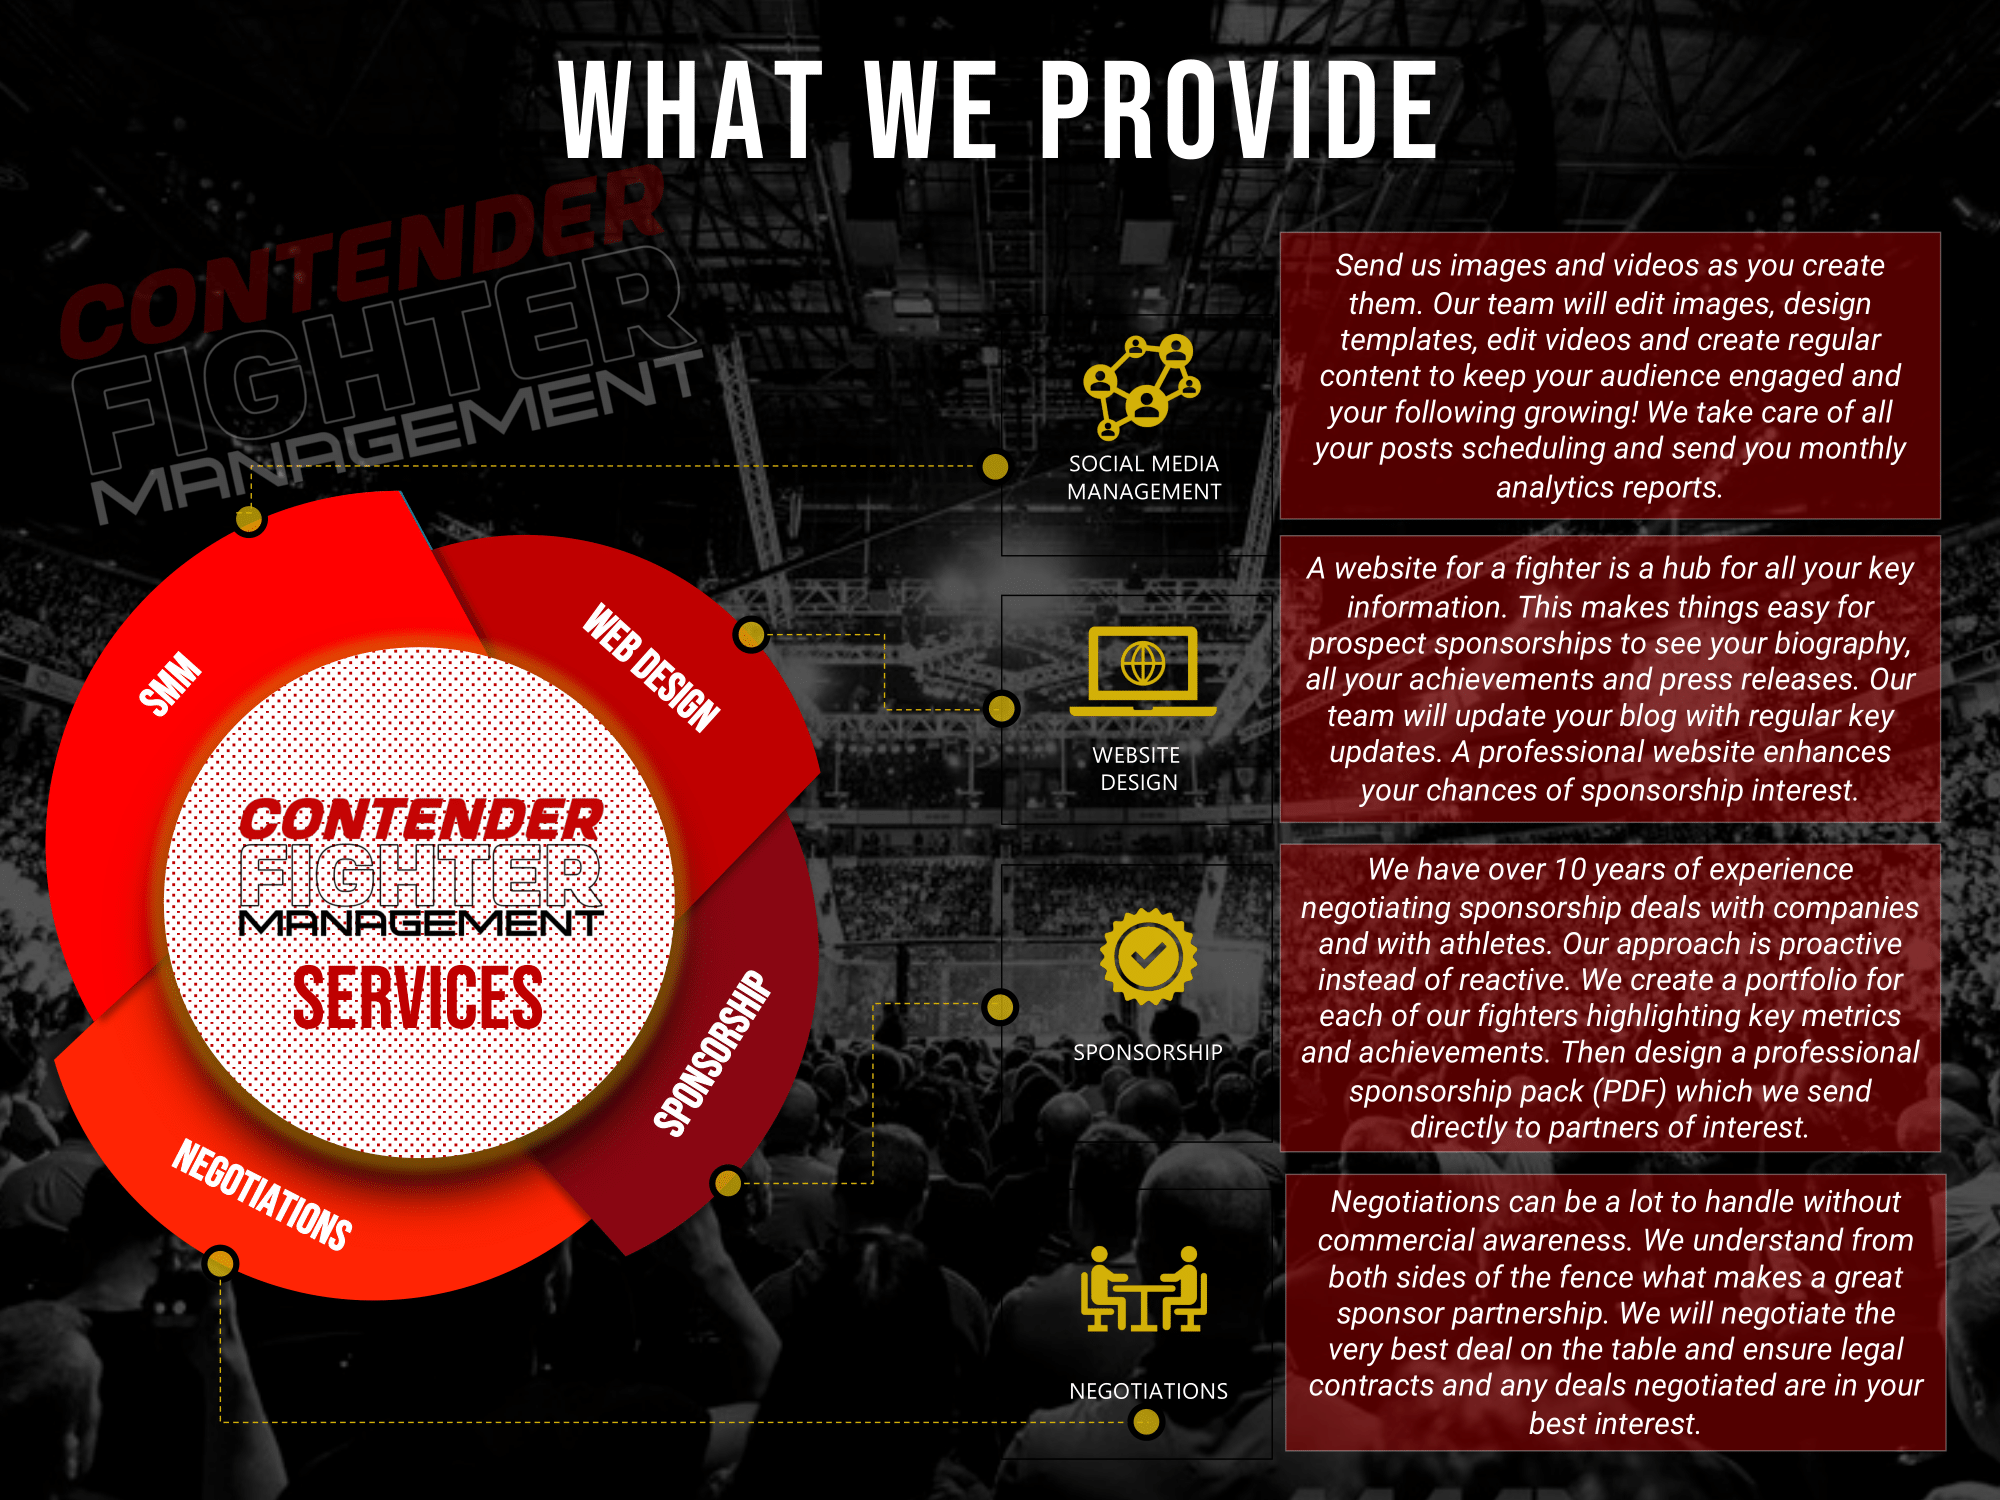 WHAT WE PROVIDE
CONTENDER
FIGHTER
MANAGEMENT
SMM
WEB DESIGN
SPONSORSHIP
NEGOTIATIONS
CONTENDER
FIGHTER
MANAGEMENT
SERVICES
SOCIAL MEDIA
MANAGEMENT
Send us images and videos as you create
them. Our team will edit images, design
templates, edit videos and create regular
content to keep your audience engaged and
your following growing! We take care of all
your posts scheduling and send you monthly
analytics reports.
WEBSITE
DESIGN
A website for a fighter is a hub for all your key
information. This makes things easy for
prospect sponsorships to see your biography,
all your achievements and press releases. Our
team will update your blog with regular key
updates. A professional website enhances
your chances of sponsorship interest.
SPONSORSHIP
We have over 10 years of experience
negotiating sponsorship deals with companies
and with athletes. Our approach is proactive
instead of reactive. We create a portfolio for
each of our fighters highlighting key metrics
and achievements. Then design a professional
sponsorship pack (PDF) which we send
directly to partners of interest.
NEGOTIATIONS
Negotiations can be a lot to handle without
commercial awareness. We understand from
both sides of the fence what makes a great
sponsor partnership. We will negotiate the
very best deal on the table and ensure legal
contracts and any deals negotiated are in your
best interest.